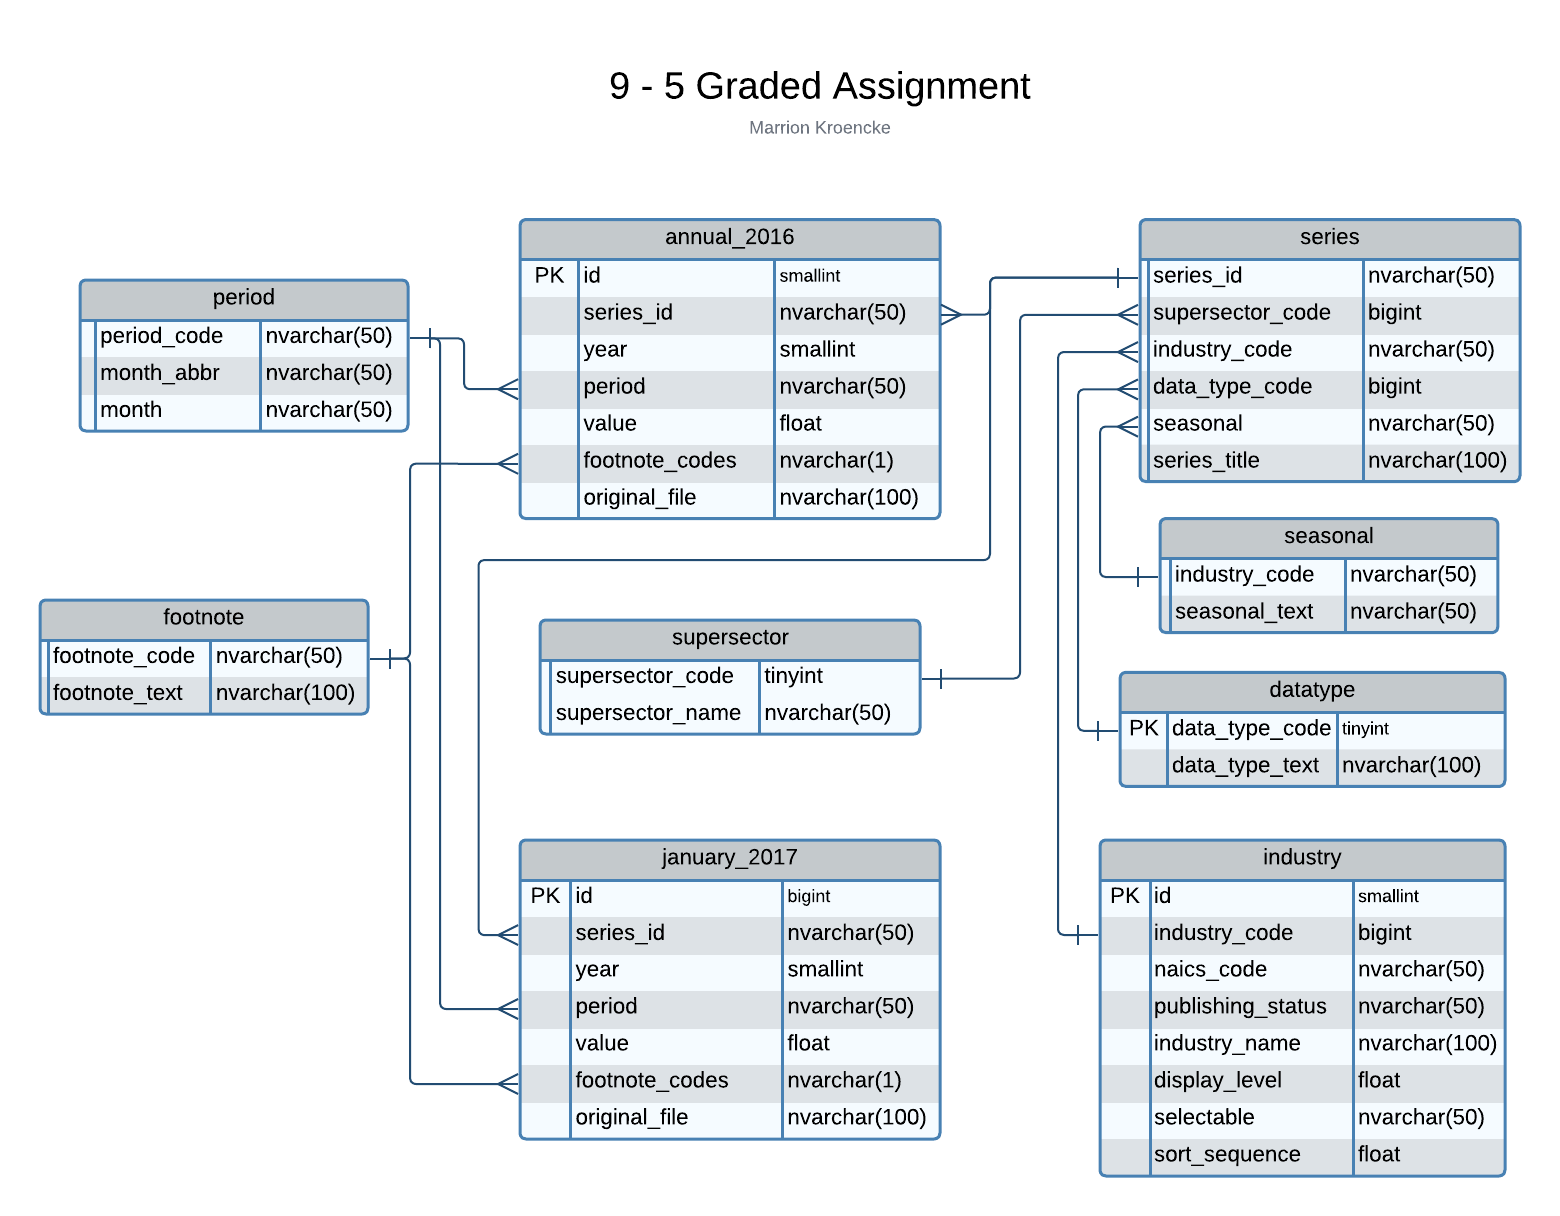 9 - 5 Graded Assignment
Marrion Kroencke
period
period_code nvarchar(50)
month_abbr nvarchar(50)
month nvarchar(50)
footnote
footnote_code nvarchar(50)
footnote_text nvarchar(100)
annual_2016
PK id smallint
series_id nvarchar(50)
year smallint
period nvarchar(50)
value float
footnote_codes nvarchar(1)
original_file nvarchar(100)
supersector
supersector_code tinyint
supersector_name nvarchar(50)
january_2017
PK id bigint
series_id nvarchar(50)
year smallint
period nvarchar(50)
value float
footnote_codes nvarchar(1)
original_file nvarchar(100)
series
series_id nvarchar(50)
supersector_code bigint
industry_code nvarchar(50)
data_type_code bigint
seasonal nvarchar(50)
series_title nvarchar(100)
seasonal
industry_code nvarchar(50)
seasonal_text nvarchar(50)
datatype
PK data_type_code tinyint
data_type_text nvarchar(100)
industry
PK id smallint
industry_code bigint
naics_code nvarchar(50)
publishing_status nvarchar(50)
industry_name nvarchar(100)
display_level float
selectable nvarchar(50)
sort_sequence float